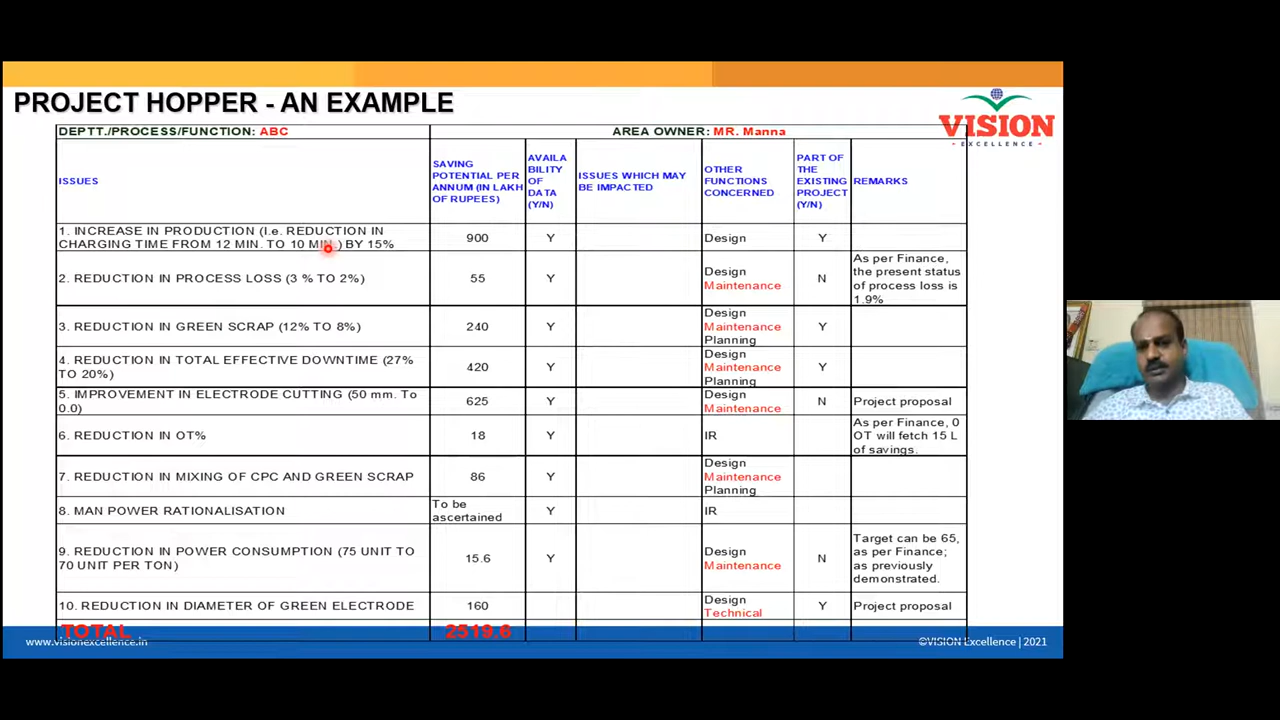 PROJECT HOPPER - AN EXAMPLE
VISION
- EXCELLENCE -
DEPTT./PROCESS/FUNCTION: ABC
AREA OWNER: MR. Manna
ISSUES
SAVING
POTENTIAL PER
ANNUM (IN LAKH
OF RUPEES)
AVAILA
BILITY
OF
DATA
(Y/N)
ISSUES WHICH MAY
BE IMPACTED
OTHER
FUNCTIONS
CONCERNED
PART OF
THE
EXISTING
PROJECT
(Y/N)
REMARKS
1. INCREASE IN PRODUCTION (I.e. REDUCTION IN
CHARGING TIME FROM 12 MIN. TO 10 MIN.) BY 15%
900
Y
Design
Y
2. REDUCTION IN PROCESS LOSS (3 % TO 2%)
55
Y
Design
Maintenance
N
As per Finance,
the present status
of process loss is
1.9%
3. REDUCTION IN GREEN SCRAP (12% TO 8%)
240
Y
Design
Maintenance
Planning
Y
4. REDUCTION IN TOTAL EFFECTIVE DOWNTIME (27%
TO 20%)
420
Y
Design
Maintenance
Planning
Y
5. IMPROVEMENT IN ELECTRODE CUTTING (50 mm. To
0.0)
625
Y
Design
Maintenance
N
Project proposal
6. REDUCTION IN OT%
18
Y
IR
As per Finance, 0
OT will fetch 15 L
of savings.
7. REDUCTION IN MIXING OF CPC AND GREEN SCRAP
86
Y
Design
Maintenance
Planning
8. MAN POWER RATIONALISATION
To be
ascertained
Y
IR
9. REDUCTION IN POWER CONSUMPTION (75 UNIT TO
70 UNIT PER TON)
15.6
Y
Design
Maintenance
N
Target can be 65,
as per Finance;
as previously
demonstrated.
10. REDUCTION IN DIAMETER OF GREEN ELECTRODE
160
Design
Technical
Y
Project proposal
TOTAL
2519.6
www.visionexcellence.in
©VISION Excellence | 2021